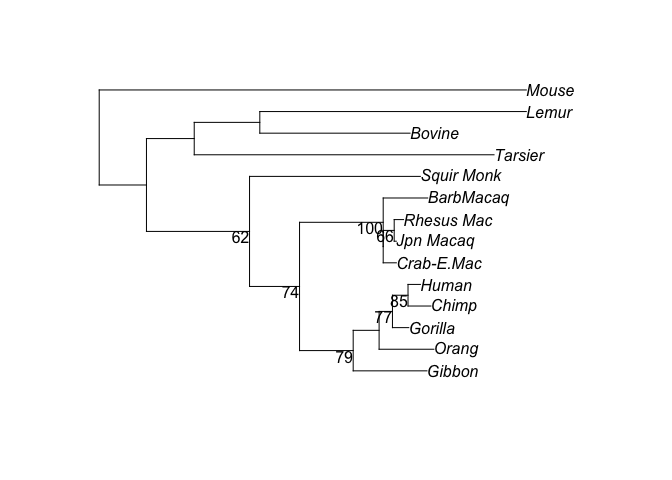 Mouse
Lemur
Bovine
Tarsier
Squir Monk
BarbMacaq
Rhesus Mac
100
66
Jpn Macaq
62
Crab-E.Mac
Human
74
85
Chimp
77
Gorilla
Orang
79
Gibbon